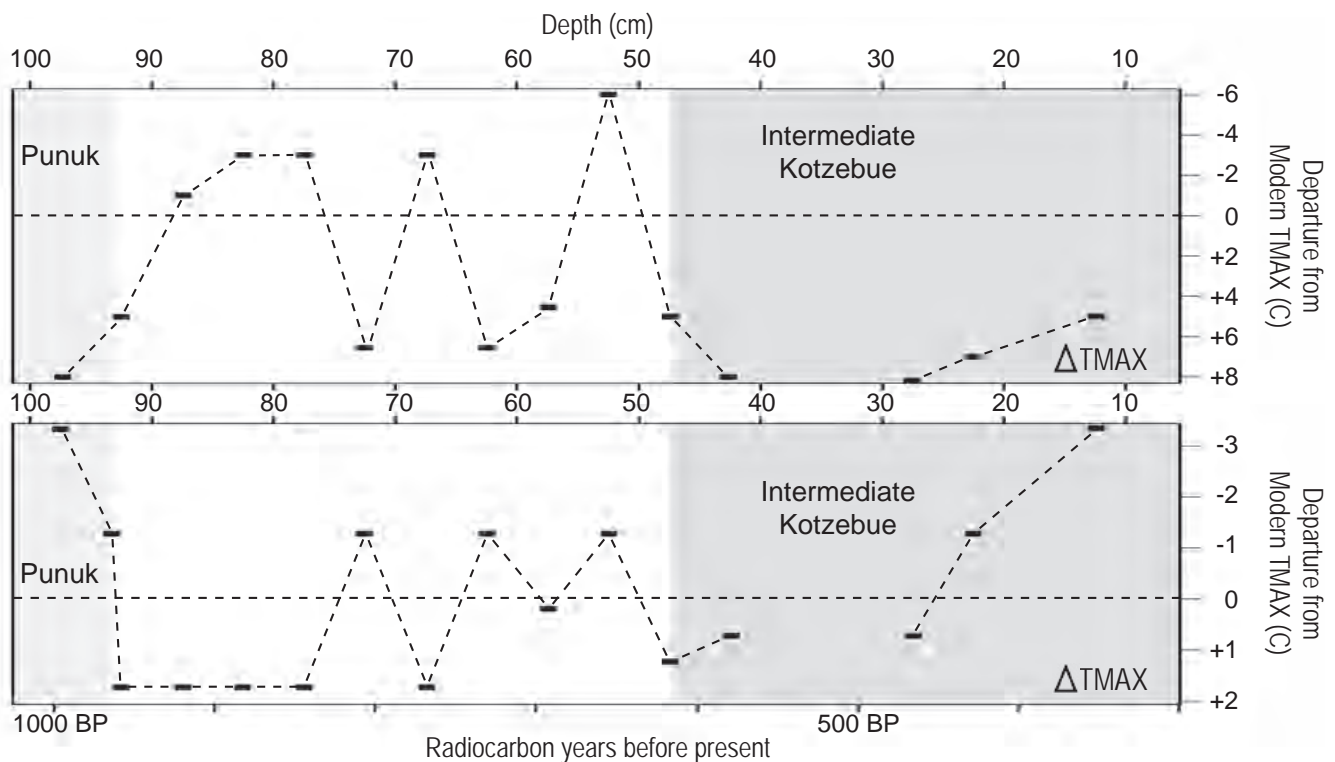 Depth (cm)
100 90 80 70 60 50 40 30 20 10
-6
-4
-2
0
+2
+4
+6
+8
Departure from
Modern TMAX (C)
Punuk
Intermediate
Kotzebue
△TMAX
100 90 80 70 60 50 40 30 20 10
-3
-2
-1
0
+1
+2
Departure from
Modern TMAX (C)
Punuk
Intermediate
Kotzebue
△TMAX
1000 BP 500 BP
Radiocarbon years before present